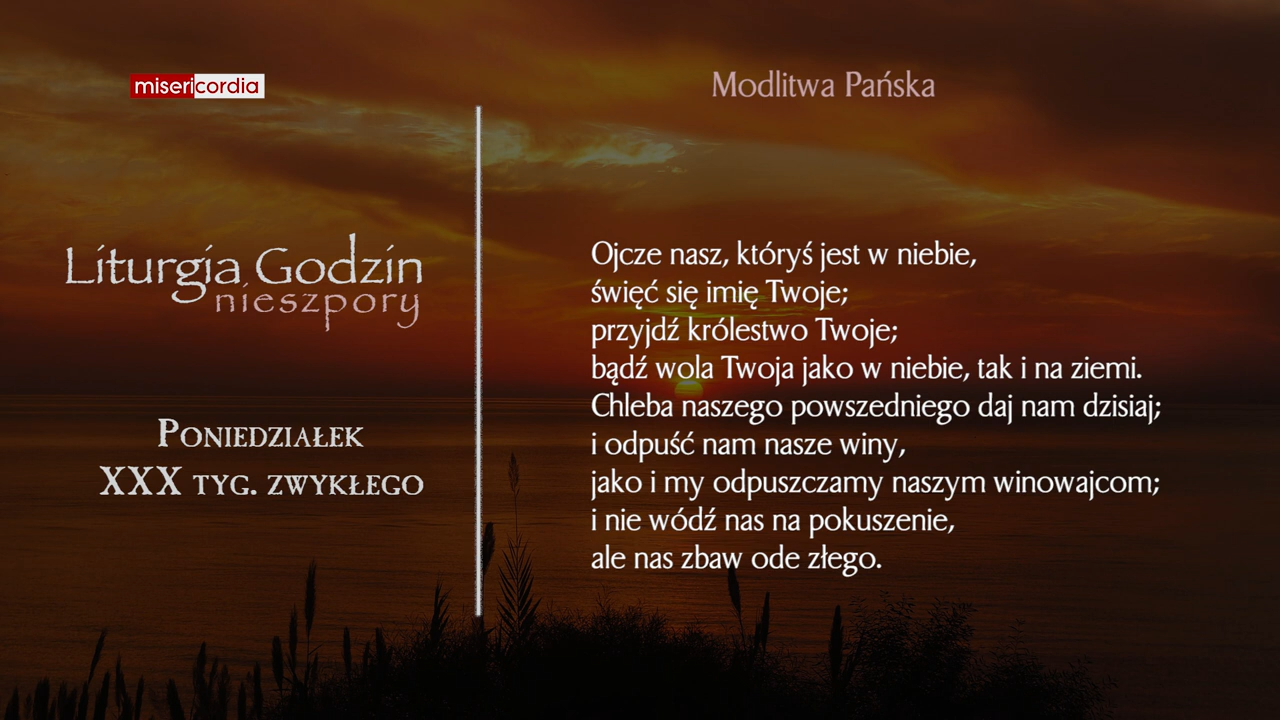 misericordia
Liturgia Godzin
nieszpory
Poniedziałek
XXX tyg. zwykłego
Modlitwa Pańska
Ojcze nasz, któryś jest w niebie,
święć się imię Twoje;
przyjdź królestwo Twoje;
bądź wola Twoja jako w niebie, tak i na ziemi.
Chleba naszego powszedniego daj nam dzisiaj;
i odpuść nam nasze winy,
jako i my odpuszczamy naszym winowajcom;
i nie wódź nas na pokuszenie,
ale nas zbaw ode złego.